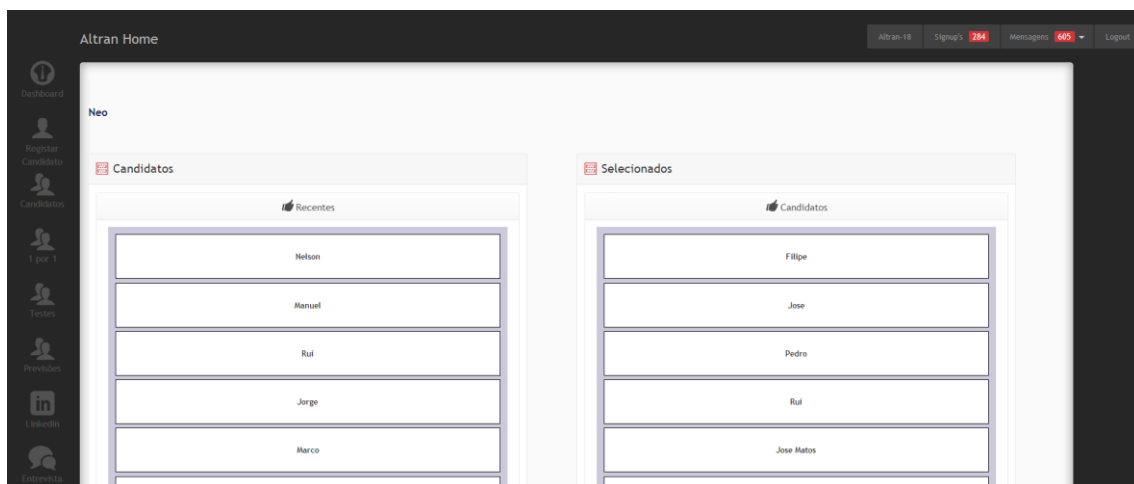 Altran Home
Altran-18 Signup's 284 Mensagens 605 Logout
Dashboard
Registar
Candidato
Candidatos
1 por 1
Testes
Previsões
Linkedin
Entrevista
Neo
Candidatos
Recentes
Nelson
Manuel
Rui
Jorge
Marco
Selecionados
Candidatos
Filipe
Jose
Pedro
Rui
Jose Matos